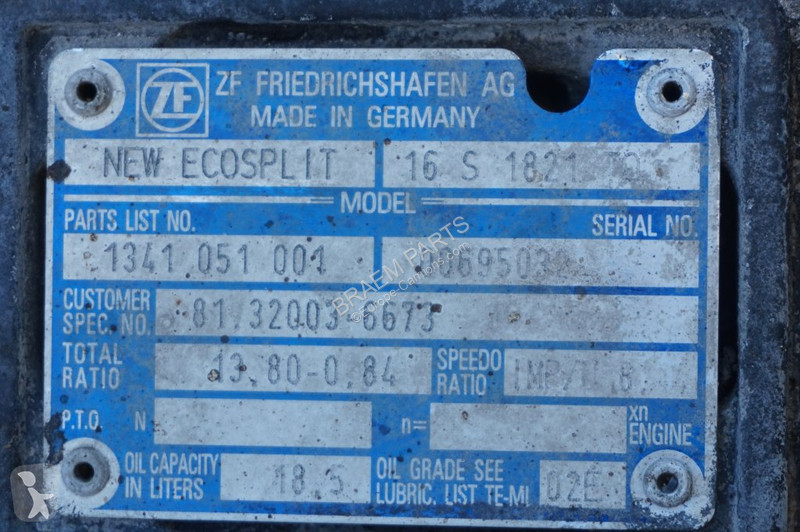 ZF
ZF FRIEDRICHSHAFEN AG
MADE IN GERMANY
NEW ECOSPLIT 16 S 1821
MODEL
PARTS LIST NO. SERIAL NO.
1341 051 001
CUSTOMER
SPEC. NO. 81.32003-6673
TOTAL
RATIO 13.80-0.84 SPEEDO
RATIO
P.T.O. N n= xn
ENGINE
OIL CAPACITY
IN LITERS 18.5 OIL GRADE SEE
LUBRIC. LIST TE-ML 02E
BRAEM PARTS